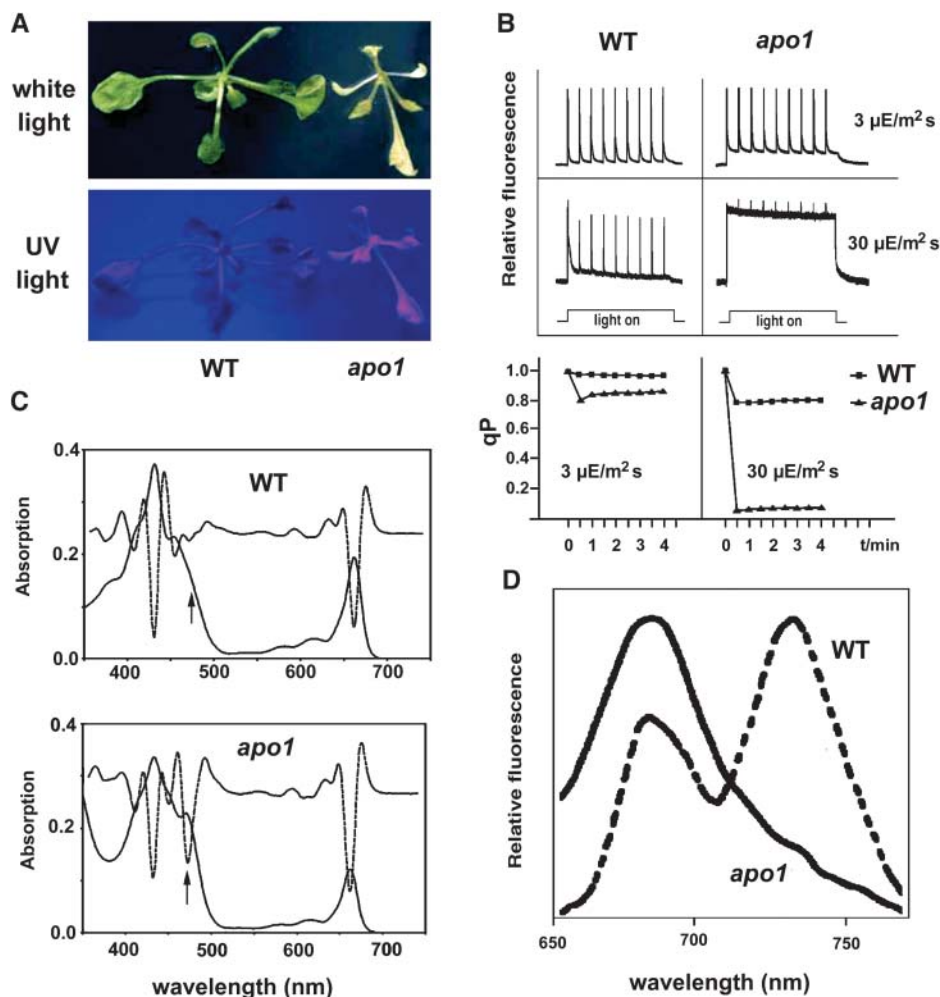 A
white
light
UV
light
WT
apo1
B
WT
apo1
Relative fluorescence
3 µE/m² s
30 µE/m² s
light on
light on
1.0
0.8
0.6
0.4
0.2
qP
WT
apo1
3 µE/m² s
30 µE/m² s
0 1 2 3 4
0 1 2 3 4 t/min
C
0.4
0.2
0.0
Absorption
WT
400 500 600 700
0.4
0.2
0.0
Absorption
apo1
400 500 600 700
wavelength (nm)
D
Relative fluorescence
WT
apo1
650 700 750
wavelength (nm)